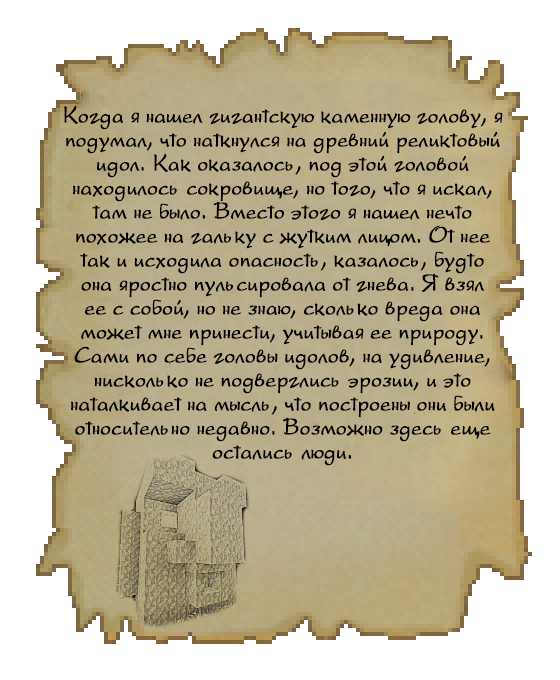 Когда я нашел гигантскую каменную голову, я
подумал, что наткнулся на древний реликтовый
идол. Как оказалось, под этой головой
находилось сокровище, но того, что я искал,
там не было. Вместо этого я нашел нечто
похожее на гальку с жутким лицом. От нее
так и исходила опасность, казалось, будто
она яростно пульсировала от гнева. Я взял
ее с собой, но не знаю, сколько вреда она
может мне принести, учитывая ее природу.
Сами по себе головы идолов, на удивление,
нисколько не подверглись эрозии, и это
наталкивает на мысль, что построены они были
относительно недавно. Возможно здесь еще
остались люди.